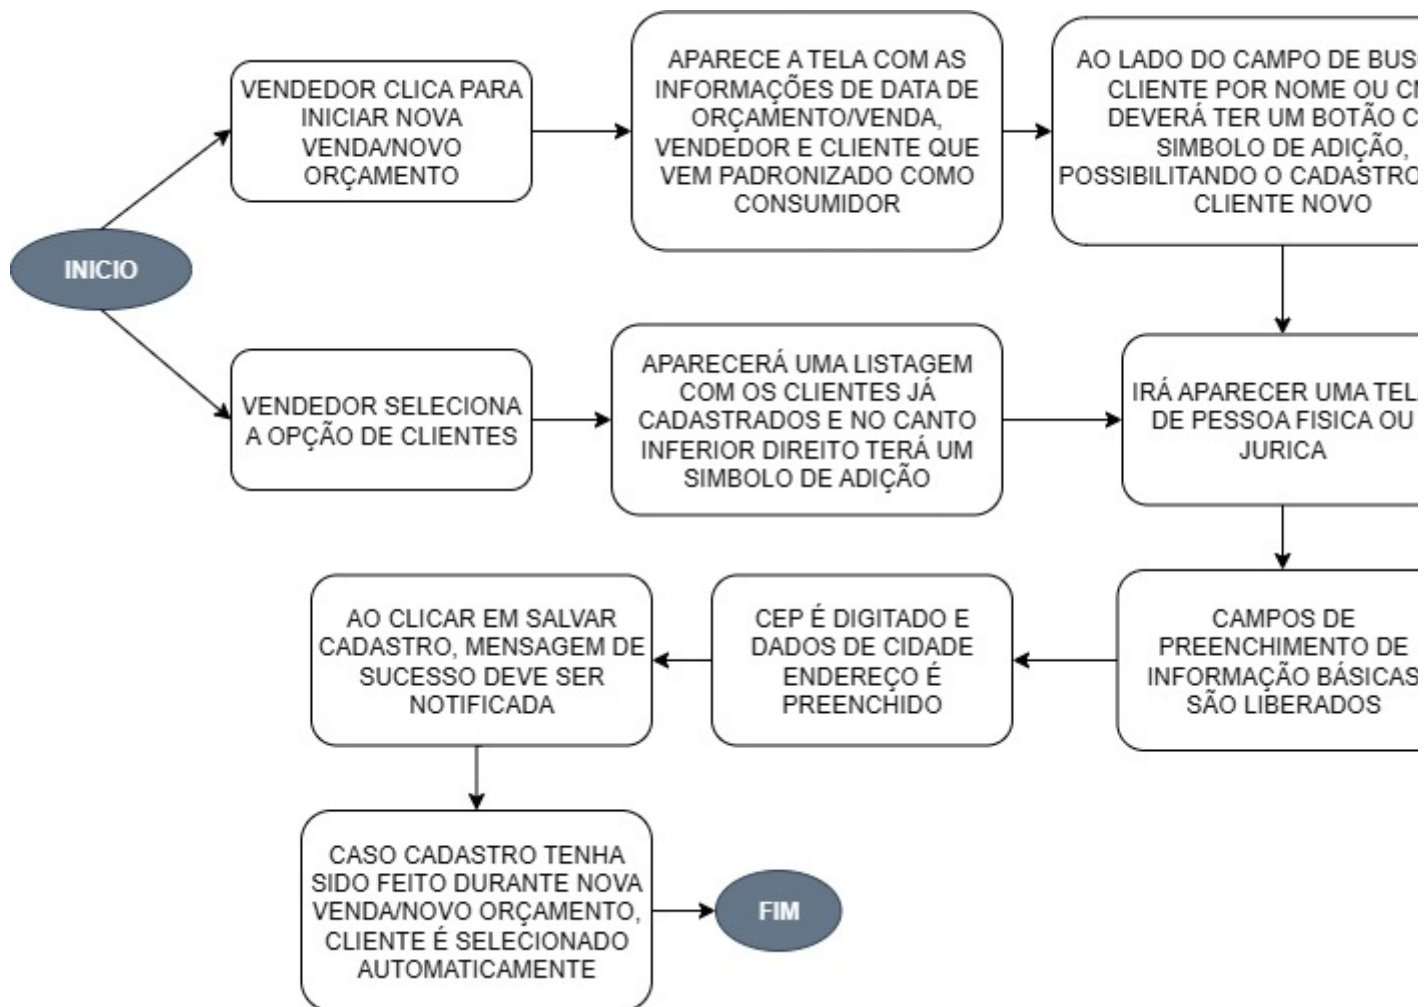 INICIO
VENDEDOR CLICA PARA
INICIAR NOVA
VENDA/NOVO
ORÇAMENTO
APARECE A TELA COM AS
INFORMAÇÕES DE DATA DE
ORÇAMENTO/VENDA,
VENDEDOR E CLIENTE QUE
VEM PADRONIZADO COMO
CONSUMIDOR
AO LADO DO CAMPO DE
CLIENTE POR NOME OU
DEVERÁ TER UM BOTÃO
SIMBOLO DE ADIÇÃO,
POSSIBILITANDO O CADASTRO
CLIENTE NOVO
VENDEDOR SELECIONA
A OPÇÃO DE CLIENTES
APARECERÁ UMA LISTAGEM
COM OS CLIENTES JÁ
CADASTRADOS E NO CANTO
INFERIOR DIREITO TERÁ UM
SIMBOLO DE ADIÇÃO
IRÁ APARECER UMA
DE PESSOA FISICA OU
JURICA
CAMPOS DE
PREENCHIMENTO DE
INFORMAÇÃO BÁSICAS
SÃO LIBERADOS
CEP É DIGITADO E
DADOS DE CIDADE
ENDEREÇO É
PREENCHIDO
AO CLICAR EM SALVAR
CADASTRO, MENSAGEM DE
SUCESSO DEVE SER
NOTIFICADA
CASO CADASTRO TENHA
SIDO FEITO DURANTE NOVA
VENDA/NOVO ORÇAMENTO,
CLIENTE É SELECIONADO
AUTOMATICAMENTE
FIM